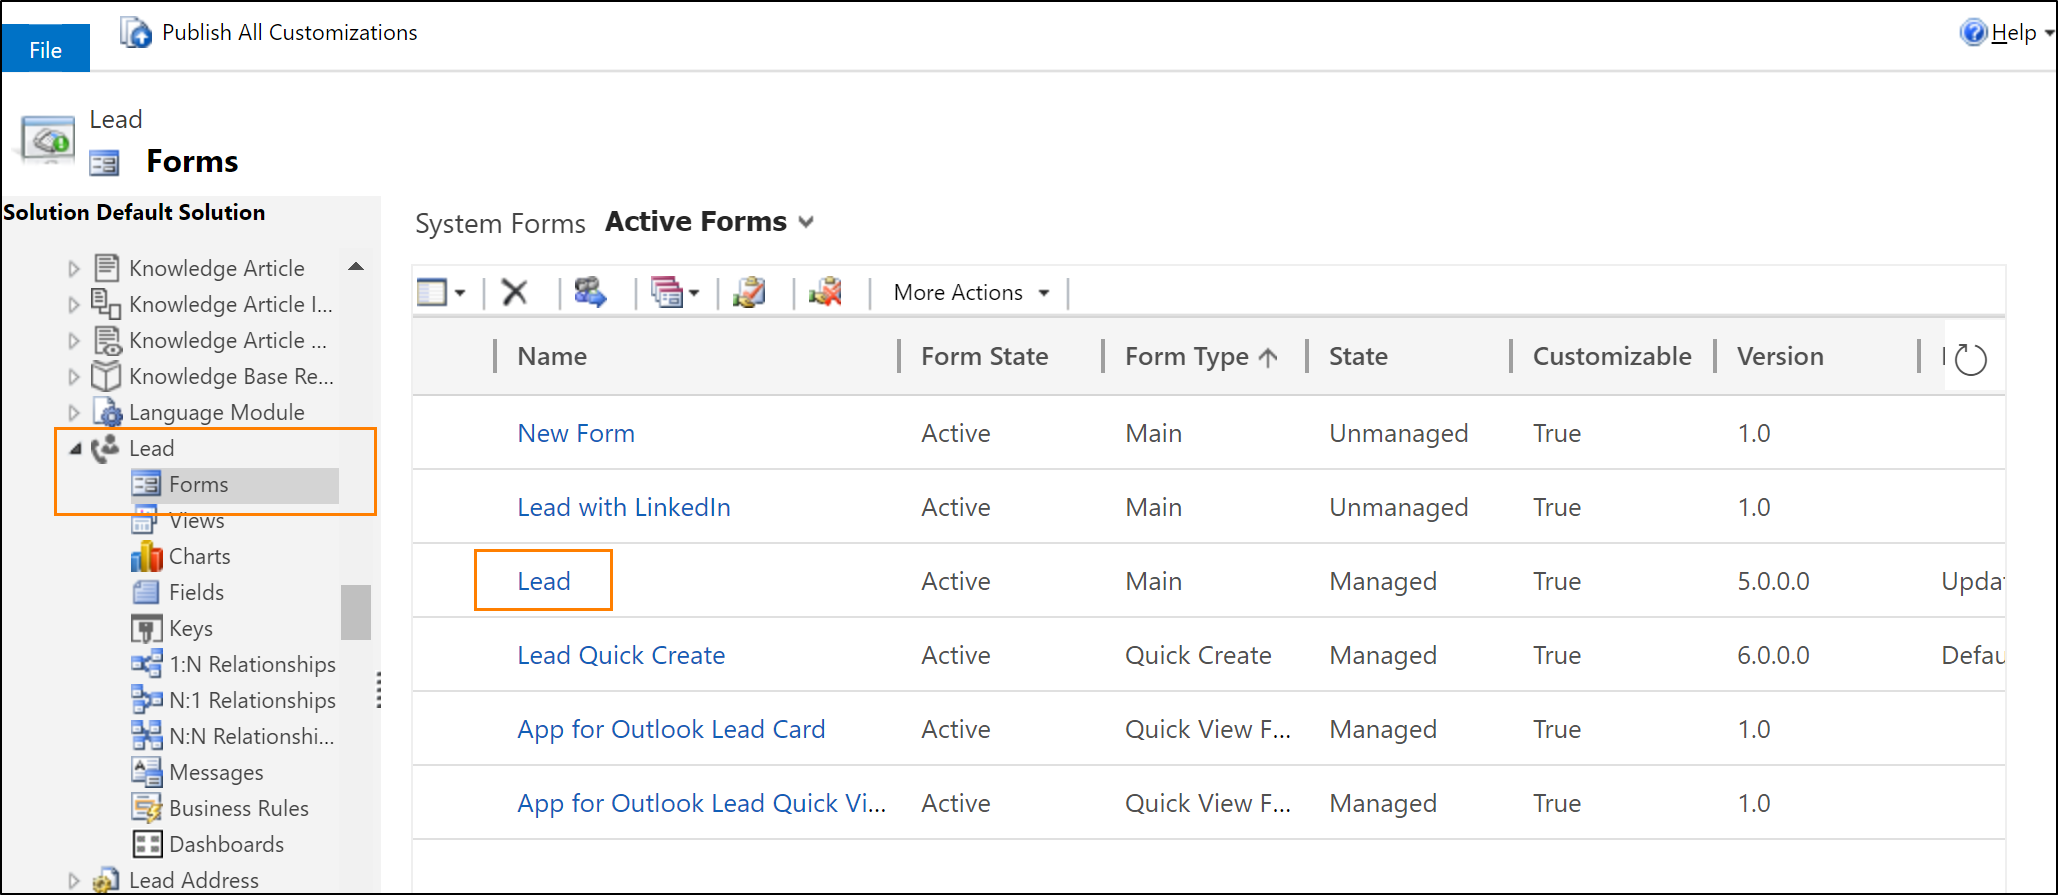 File
Publish All Customizations
Help
Lead
Forms
Solution Default Solution
Knowledge Article
Knowledge Article I...
Knowledge Article ...
Knowledge Base Re...
Language Module
Lead
Forms
Views
Charts
Fields
Keys
1:N Relationships
N:1 Relationships
N:N Relationshi...
Messages
Business Rules
Dashboards
Lead Address
System Forms Active Forms
More Actions
Name Form State Form Type State Customizable Version
New Form Active Main Unmanaged True 1.0
Lead with LinkedIn Active Main Unmanaged True 1.0
Lead Active Main Managed True 5.0.0.0 Updat
Lead Quick Create Active Quick Create Managed True 6.0.0.0 Defau
App for Outlook Lead Card Active Quick View F... Managed True 1.0
App for Outlook Lead Quick Vi... Active Quick View F... Managed True 1.0